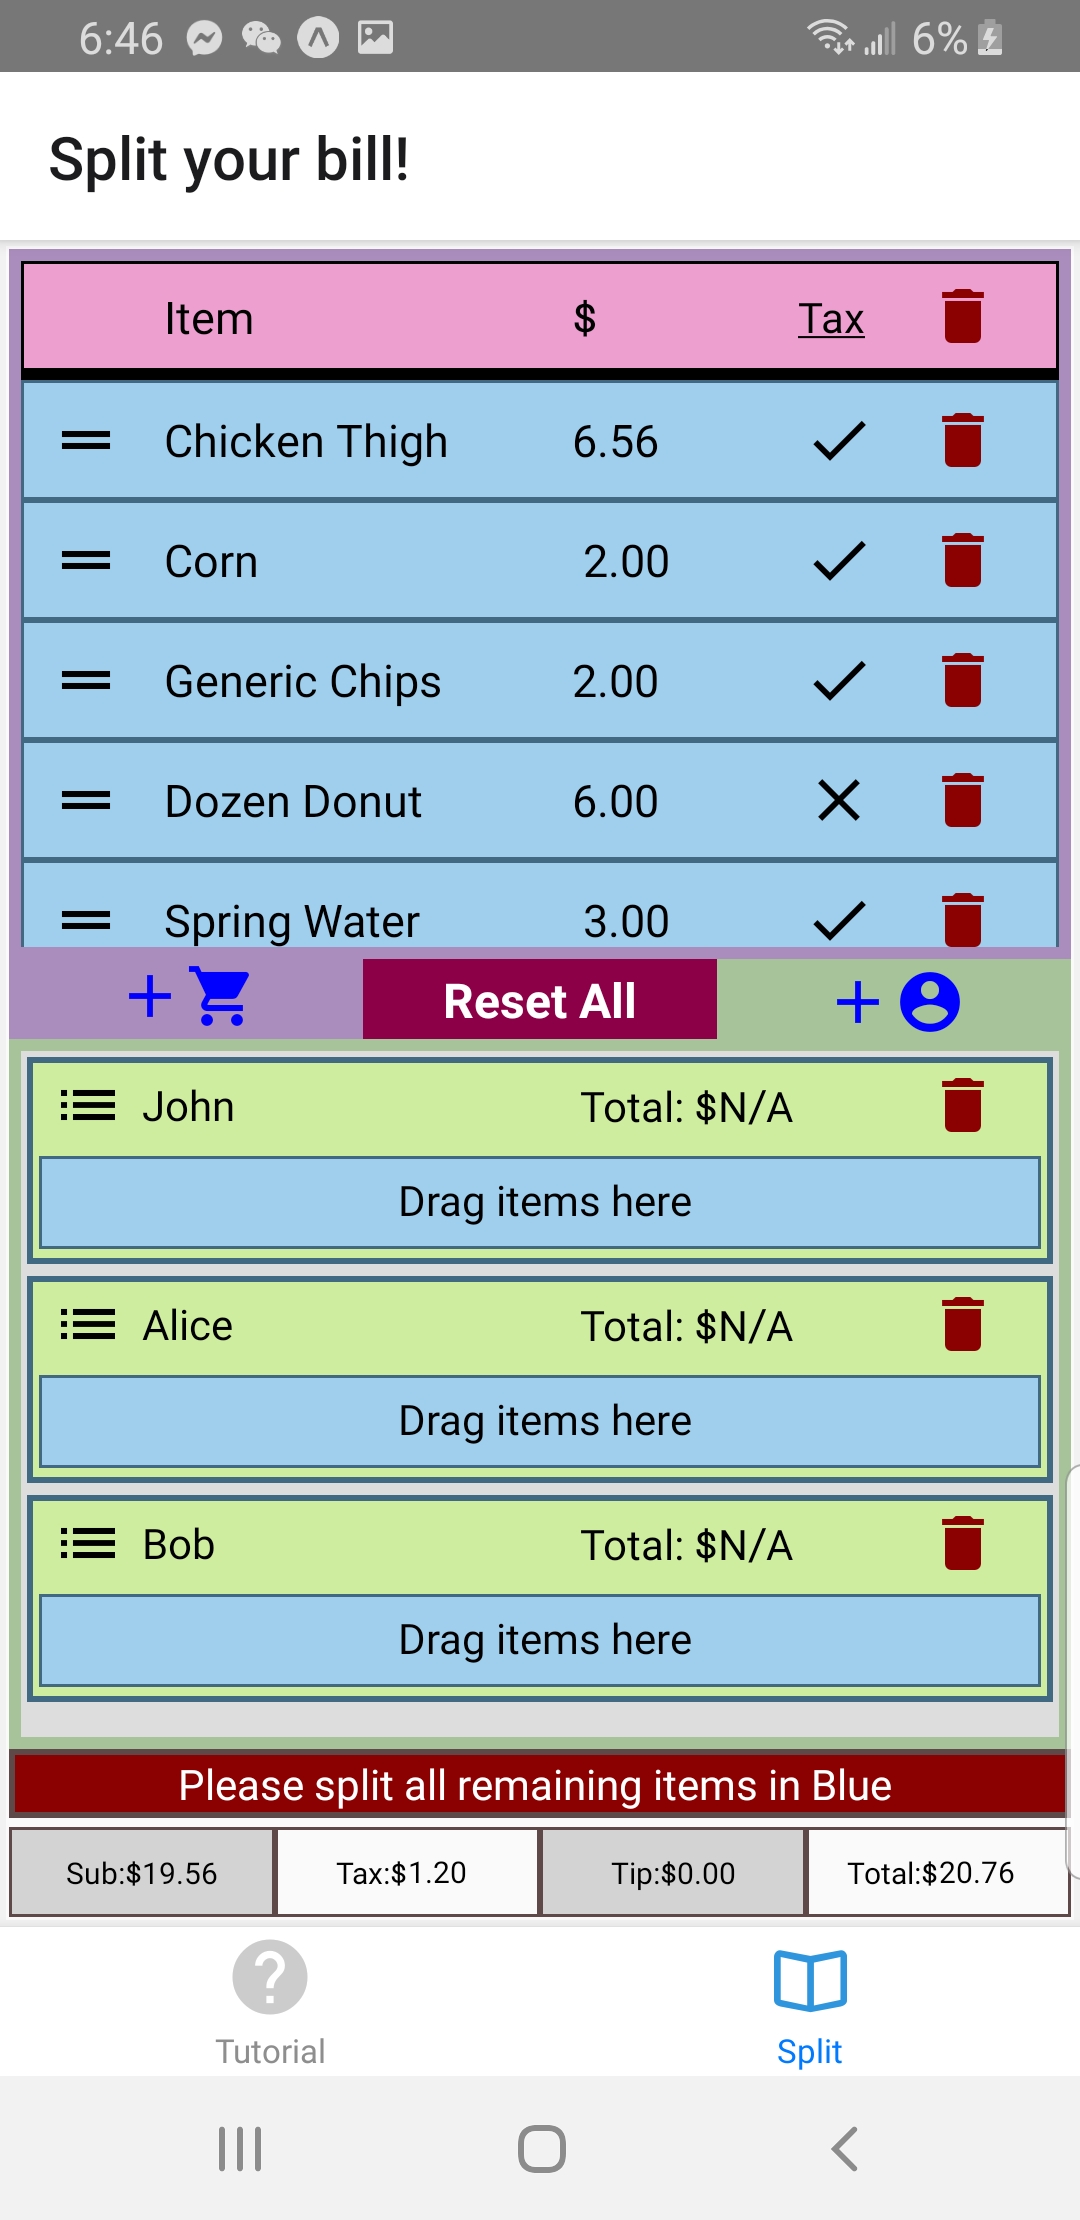 6:46 6%
Split your bill!
Item $ Tax
Chicken Thigh 6.56
Corn 2.00
Generic Chips 2.00
Dozen Donut 6.00
Spring Water 3.00
+ Reset All +
John Total: $N/A
Drag items here
Alice Total: $N/A
Drag items here
Bob Total: $N/A
Drag items here
Please split all remaining items in Blue
Sub:$19.56 Tax:$1.20 Tip:$0.00 Total:$20.76
Tutorial Split